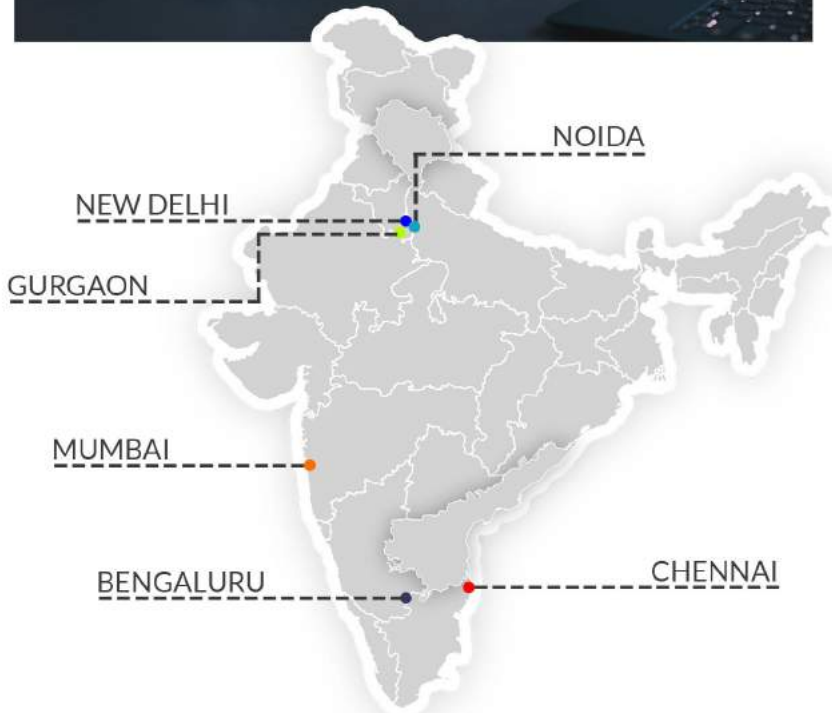 NOIDA
NEW DELHI
GURGAON
MUMBAI
BENGALURU
CHENNAI